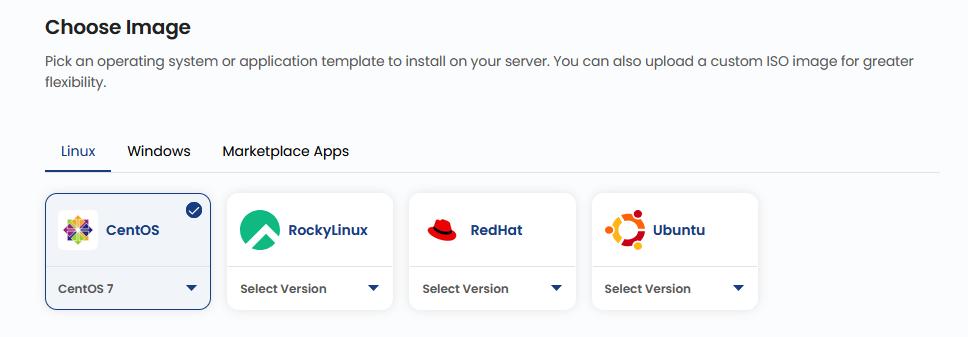 Choose Image
Pick an operating system or application template to install on your server. You can also upload a custom ISO image for greater
flexibility.
Linux
Windows
Marketplace Apps
CentOS
CentOS 7
RockyLinux
Select Version
RedHat
Select Version
Ubuntu
Select Version